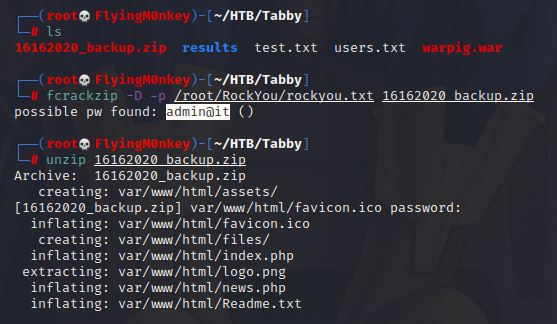 ┌──(root💀FlyingM0nkey)-[~/HTB/Tabby]
└─# ls
16162020_backup.zip  results  test.txt  users.txt  warpig.war
┌──(root💀FlyingM0nkey)-[~/HTB/Tabby]
└─# fcrackzip -D -p /root/RockYou/rockyou.txt 16162020_backup.zip
possible pw found: admin@it ()
┌──(root💀FlyingM0nkey)-[~/HTB/Tabby]
└─# unzip 16162020_backup.zip
Archive:  16162020_backup.zip
   creating: var/www/html/assets/
[16162020_backup.zip] var/www/html/favicon.ico password:
  inflating: var/www/html/favicon.ico
   creating: var/www/html/files/
  inflating: var/www/html/index.php
 extracting: var/www/html/logo.png
  inflating: var/www/html/news.php
  inflating: var/www/html/Readme.txt